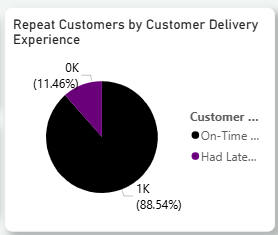 Repeat Customers by Customer Delivery
Experience
0K
(11.46%)
Customer ...
On-Time ...
Had Late...
1K
(88.54%)